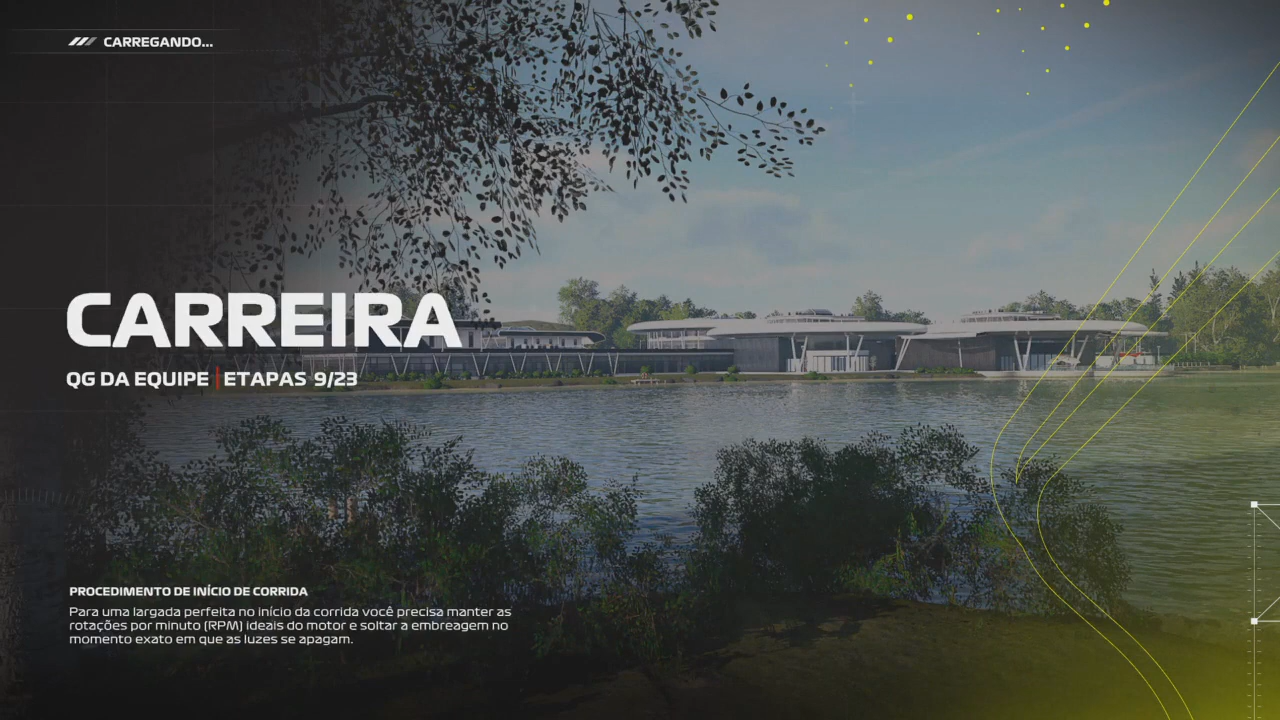 CARREGANDO...
CARREIRA
QG DA EQUIPE | ETAPAS 9/23
PROCEDIMENTO DE INÍCIO DE CORRIDA
Para uma largada perfeita no início da corrida você precisa manter as
rotações por minuto (RPM) ideais do motor e soltar a embreagem no
momento exato em que as luzes se apagam.